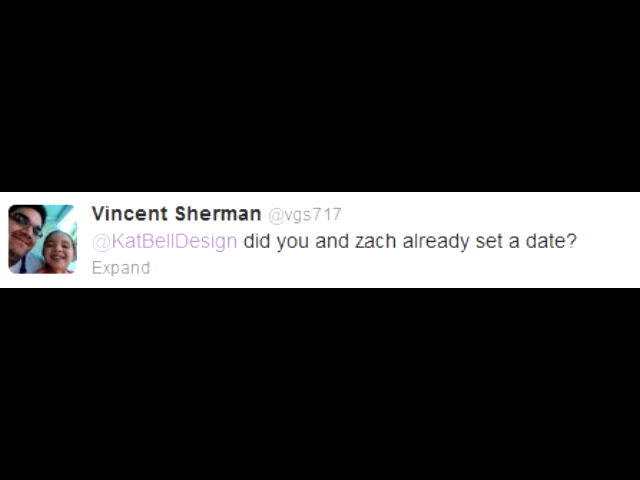 Vincent Sherman @vgs717
@KatBellDesign did you and zach already set a date?
Expand